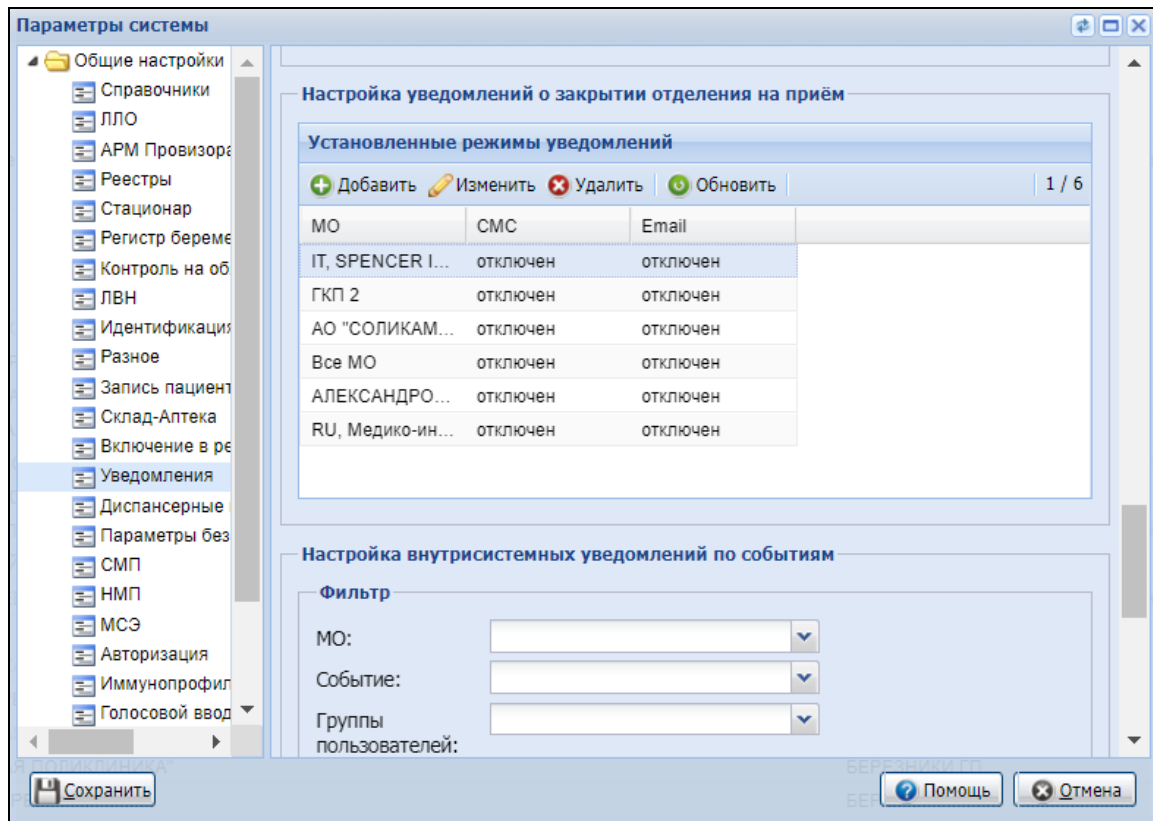 Параметры системы
Общие настройки
Справочники
ЛЛО
АРМ Провизора
Реестры
Стационар
Регистр береме
Контроль на об
ЛВН
Идентификация
Разное
Запись пациент
Склад-Аптека
Включение в ре
Уведомления
Диспансерные
Параметры без
СМП
НМП
МСЭ
Авторизация
Иммунопрофил
Голосовой ввод
Настройка уведомлений о закрытии отделения на приём
Установленные режимы уведомлений
Добавить Изменить Удалить Обновить 1 / 6
МО СМС Email
IT, SPENCER I... отключен отключен
ГКП 2 отключен отключен
АО "СОЛИКАМ... отключен отключен
Все МО отключен отключен
АЛЕКСАНДРО... отключен отключен
RU, Медико-ин... отключен отключен
Настройка внутрисистемных уведомлений по событиям
Фильтр
МО:
Событие:
Группы
пользователей:
Я ПОЛИКЛИНИКА" БЕРЕЗНИКИ ГП
Сохранить Помощь Отмена